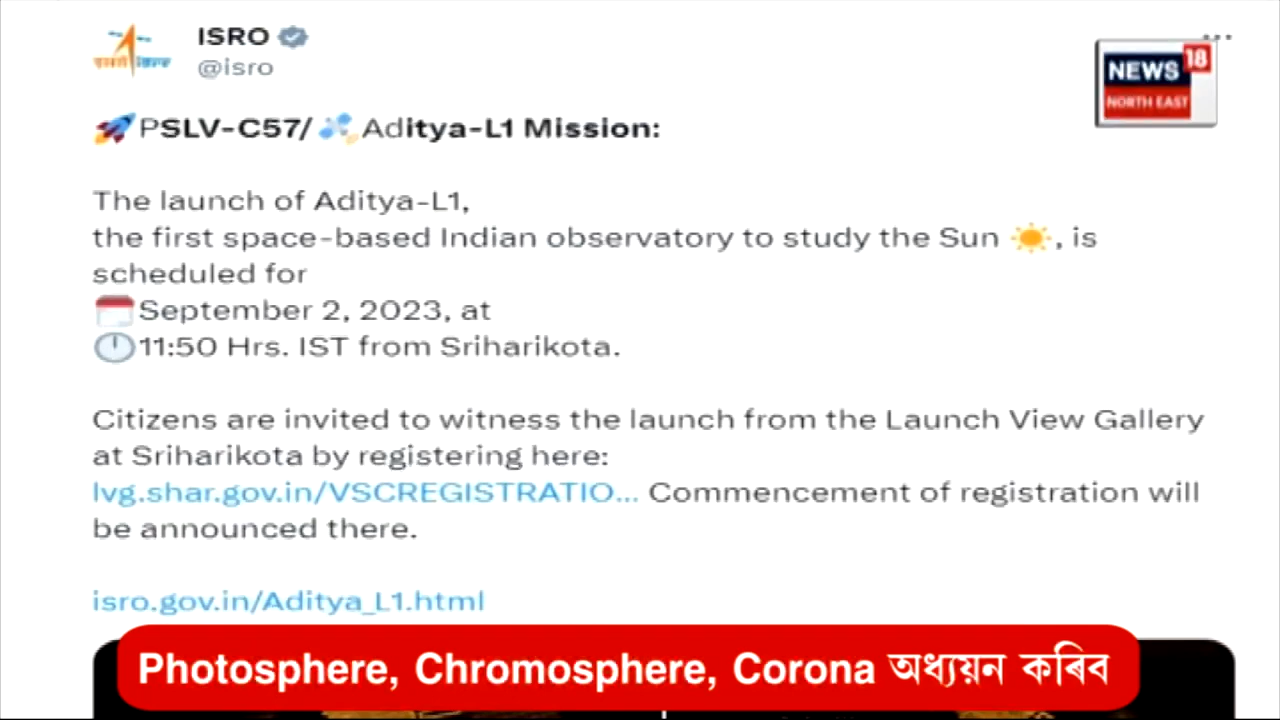 ISRO
@isro
NEWS 18
NORTH EAST
PSLV-C57/ Aditya-L1 Mission:
The launch of Aditya-L1,
the first space-based Indian observatory to study the Sun , is
scheduled for
September 2, 2023, at
11:50 Hrs. IST from Sriharikota.
Citizens are invited to witness the launch from the Launch View Gallery
at Sriharikota by registering here:
lvg.shar.gov.in/VSCREGISTRATIO... Commencement of registration will
be announced there.
isro.gov.in/Aditya_L1.html
Photosphere, Chromosphere, Corona অধ্যয়ন কৰিব